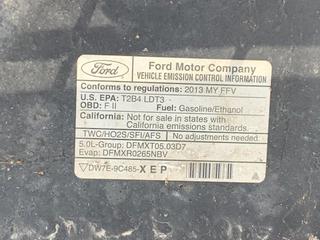 Ford
Ford Motor Company
VEHICLE EMISSION CONTROL INFORMATION
Conforms to regulations: 2013 MY FFV
U.S. EPA: T2B4 LDT3 -
OBD: F II Fuel: Gasoline/Ethanol
California: Not for sale in states with
California emissions standards.
TWC/HO2S/SFI/AFS No adjustments needed.
5.0L-Group: DFMXT05.03D7
Evap: DFMXR0265NBV
DW7E-9C485- X E P